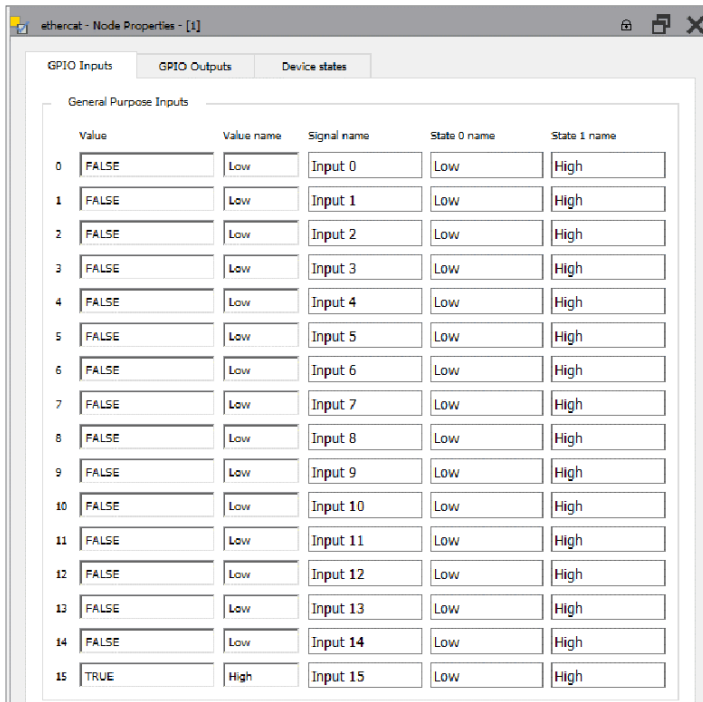 ethercat - Node Properties - [1]
GPIO Inputs GPIO Outputs Device states
General Purpose Inputs
Value Value name Signal name State 0 name State 1 name
0 FALSE Low Input 0 Low High
1 FALSE Low Input 1 Low High
2 FALSE Low Input 2 Low High
3 FALSE Low Input 3 Low High
4 FALSE Low Input 4 Low High
5 FALSE Low Input 5 Low High
6 FALSE Low Input 6 Low High
7 FALSE Low Input 7 Low High
8 FALSE Low Input 8 Low High
9 FALSE Low Input 9 Low High
10 FALSE Low Input 10 Low High
11 FALSE Low Input 11 Low High
12 FALSE Low Input 12 Low High
13 FALSE Low Input 13 Low High
14 FALSE Low Input 14 Low High
15 TRUE High Input 15 Low High